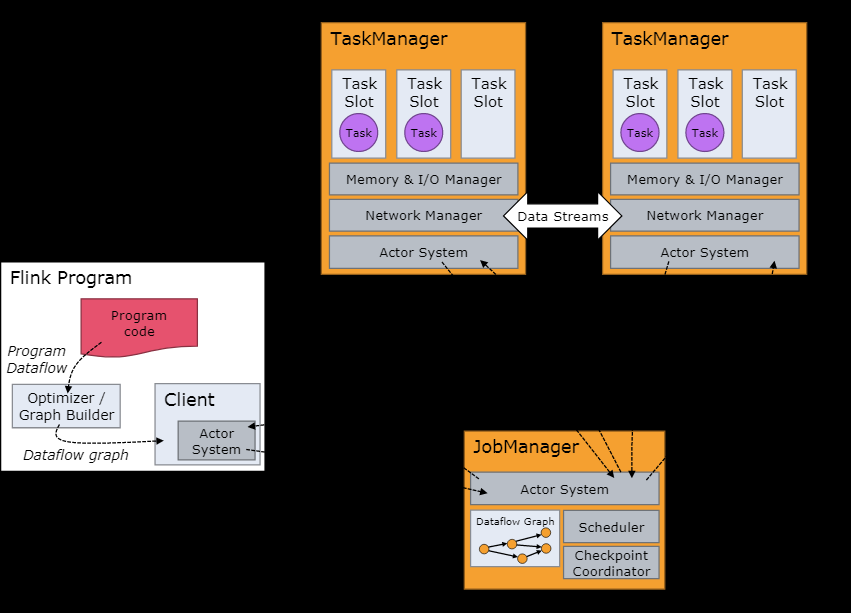 TaskManager
Task
Slot
Task
Task
Slot
Task
Task
Slot
Memory & I/O Manager
Network Manager
Actor System
Data Streams
TaskManager
Task
Slot
Task
Task
Slot
Task
Task
Slot
Memory & I/O Manager
Network Manager
Actor System
Flink Program
Program
code
Program
Dataflow
Optimizer /
Graph Builder
Dataflow graph
Client
Actor
System
JobManager
Actor System
Dataflow Graph
Scheduler
Checkpoint
Coordinator